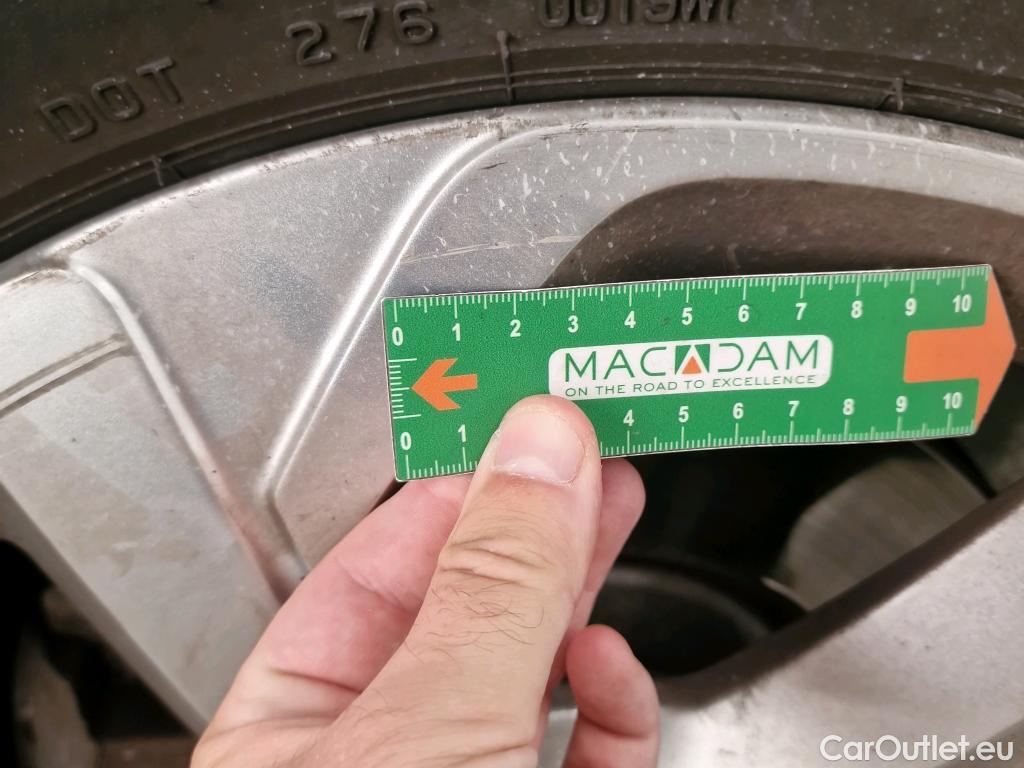 DOT 276
0 1 2 3 4 5 6 7 8 9 10
MACADAM
ON THE ROAD TO EXCELLENCE
0 1 4 5 6 7 8 9 10
CarOutlet.eu